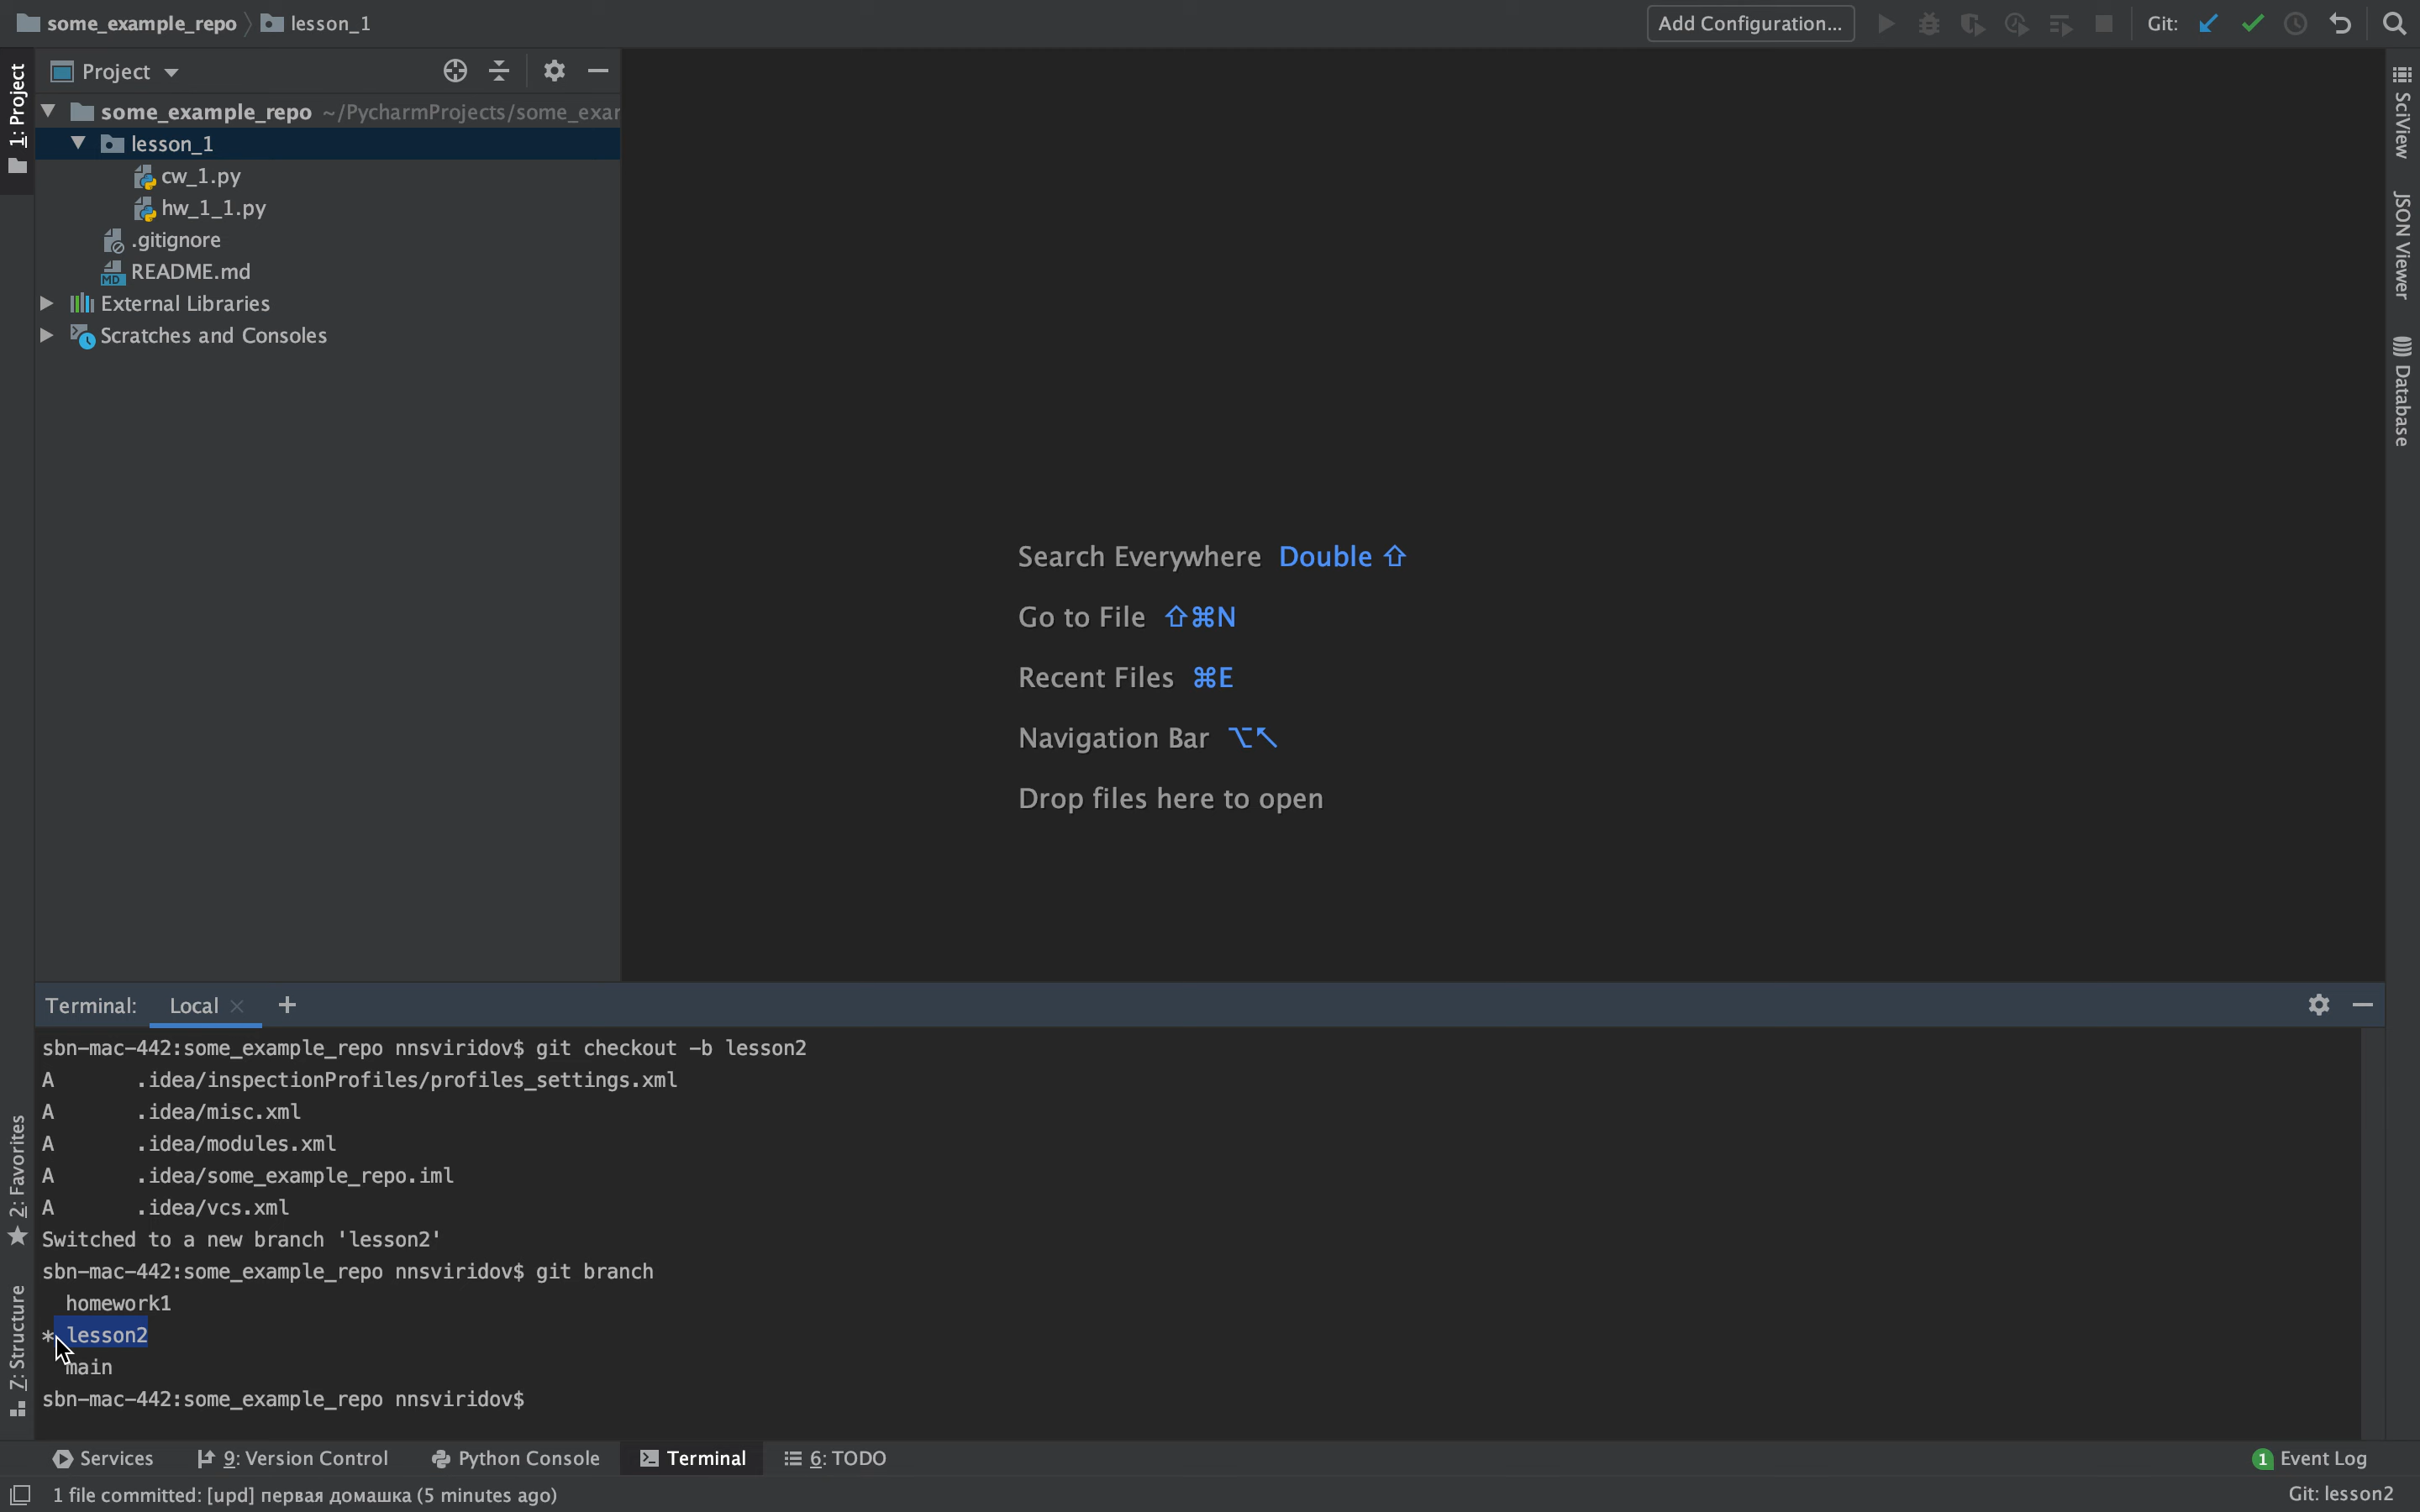 some_example_repo lesson_1 Add Configuration... Git:
1: Project
Project
some_example_repo ~/PycharmProjects/some_exar
lesson_1
cw_1.py
hw_1_1.py
.gitignore
README.md
External Libraries
Scratches and Consoles
SciView
JSON Viewer
Database
Search Everywhere Double ⇧
Go to File ⇧⌘N
Recent Files ⌘E
Navigation Bar ⌥↖
Drop files here to open
Terminal: Local
sbn-mac-442:some_example_repo nnsviridov$ git checkout -b lesson2
A .idea/inspectionProfiles/profiles_settings.xml
A .idea/misc.xml
A .idea/modules.xml
A .idea/some_example_repo.iml
A .idea/vcs.xml
Switched to a new branch 'lesson2'
sbn-mac-442:some_example_repo nnsviridov$ git branch
homework1
* lesson2
main
sbn-mac-442:some_example_repo nnsviridov$
2: Favorites
7: Structure
Services 9: Version Control Python Console Terminal 6: TODO 1 Event Log
1 file committed: [upd] первая домашка (5 minutes ago) Git: lesson2